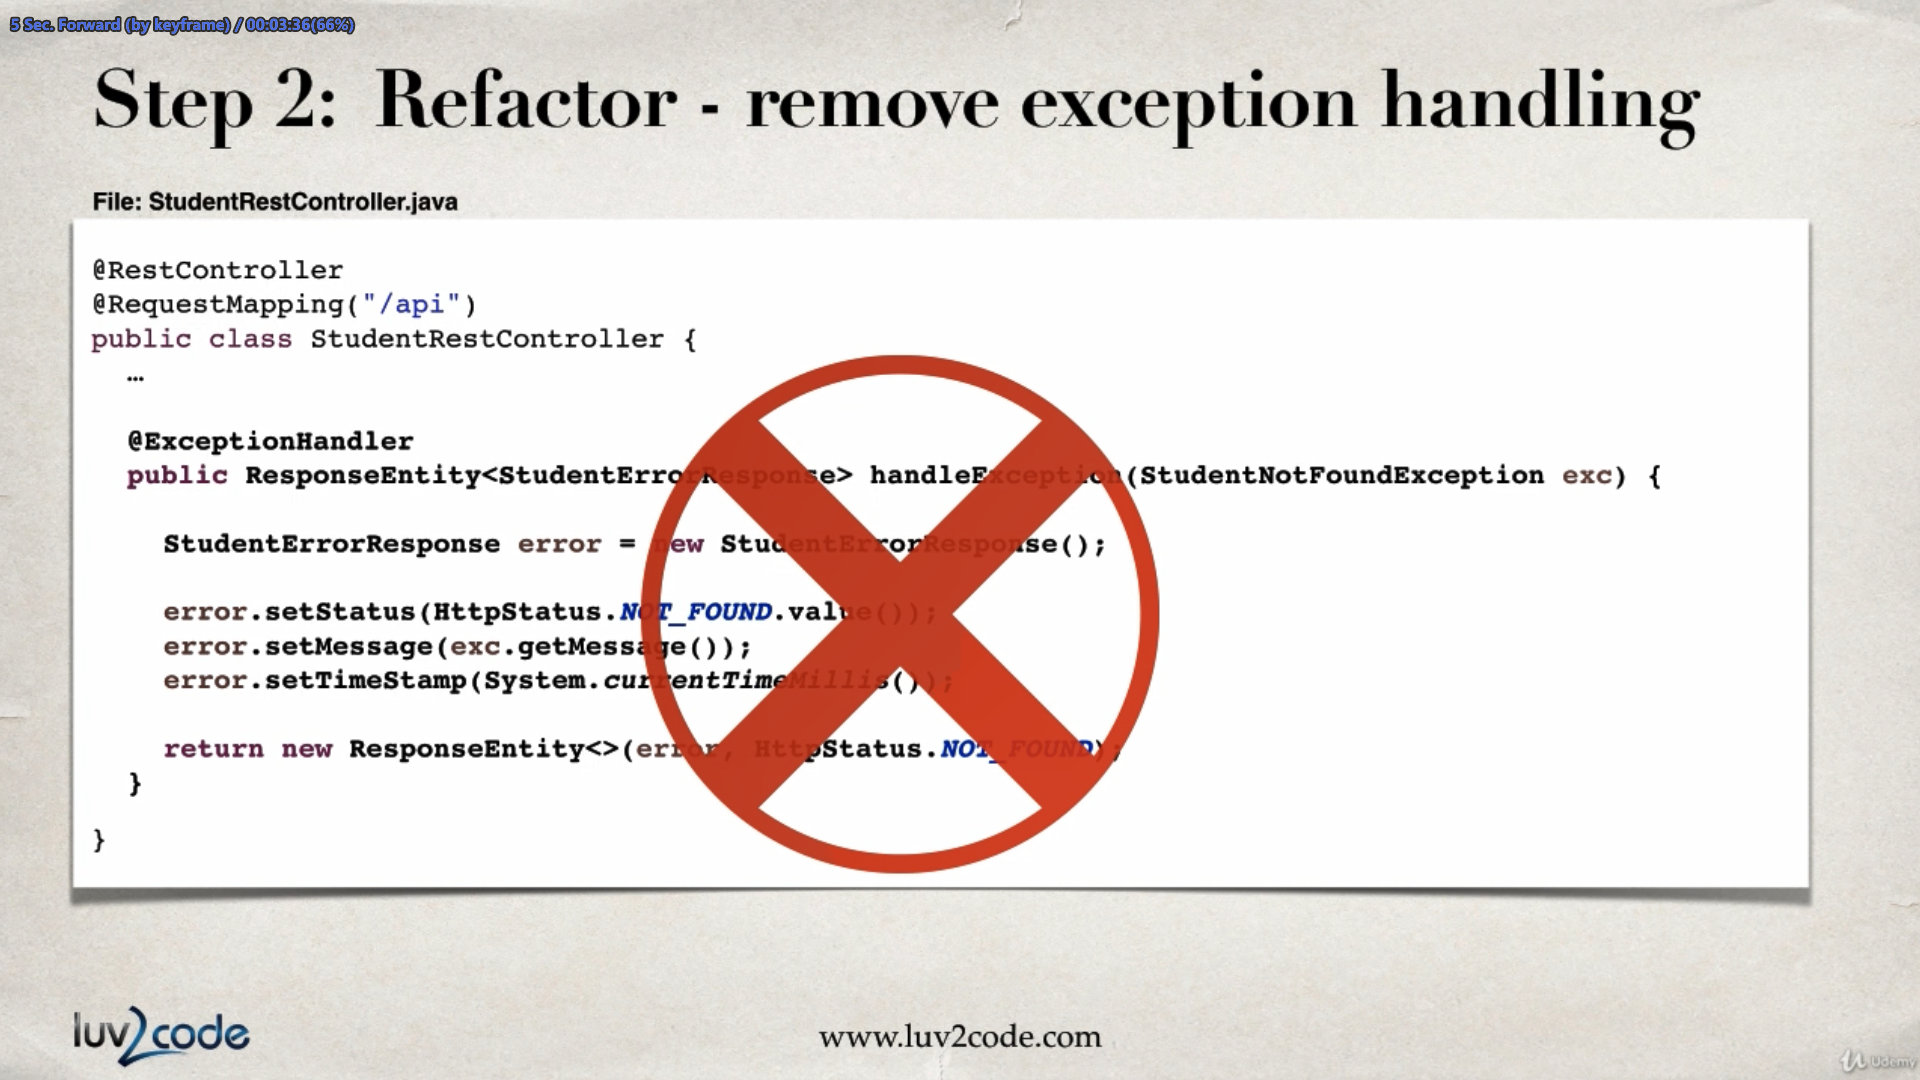 5 Sec. Forward (by keyframe) / 00:03:36(66%)
Step 2: Refactor - remove exception handling
File: StudentRestController.java
@RestController
@RequestMapping("/api")
public class StudentRestController {
…
@ExceptionHandler
public ResponseEntity<StudentErrorResponse> handleException(StudentNotFoundException exc) {
StudentErrorResponse error = new StudentErrorResponse();
error.setStatus(HttpStatus.NOT_FOUND.value());
error.setMessage(exc.getMessage());
error.setTimeStamp(System.currentTimeMillis());
return new ResponseEntity<>(error, HttpStatus.NOT_FOUND);
}
}
luv2code
www.luv2code.com
Udemy